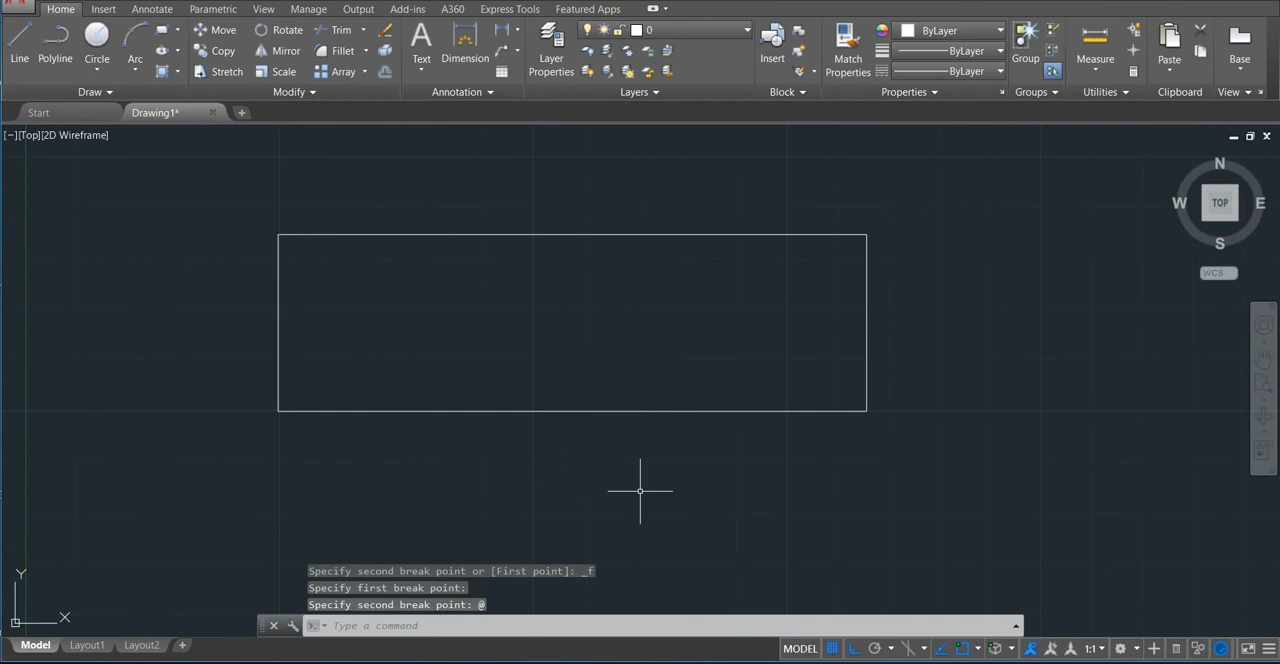 Home Insert Annotate Parametric View Manage Output Add-ins A360 Express Tools Featured Apps
Line Polyline Circle Arc
Draw
Move Rotate Trim
Copy Mirror Fillet
Stretch Scale Array
Modify
Text Dimension
Annotation
Layer Properties
0
Layers
Insert
Block
Match Properties
ByLayer
ByLayer
ByLayer
Properties
Group
Groups
Measure
Utilities
Paste
Clipboard
Base
View
Start Drawing1*
[−][Top][2D Wireframe]
N
W TOP E
S
WCS
Specify second break point or [First point]: _f
Specify first break point:
Specify second break point: @
Type a command
Y
X
Model Layout1 Layout2
MODEL 1:1